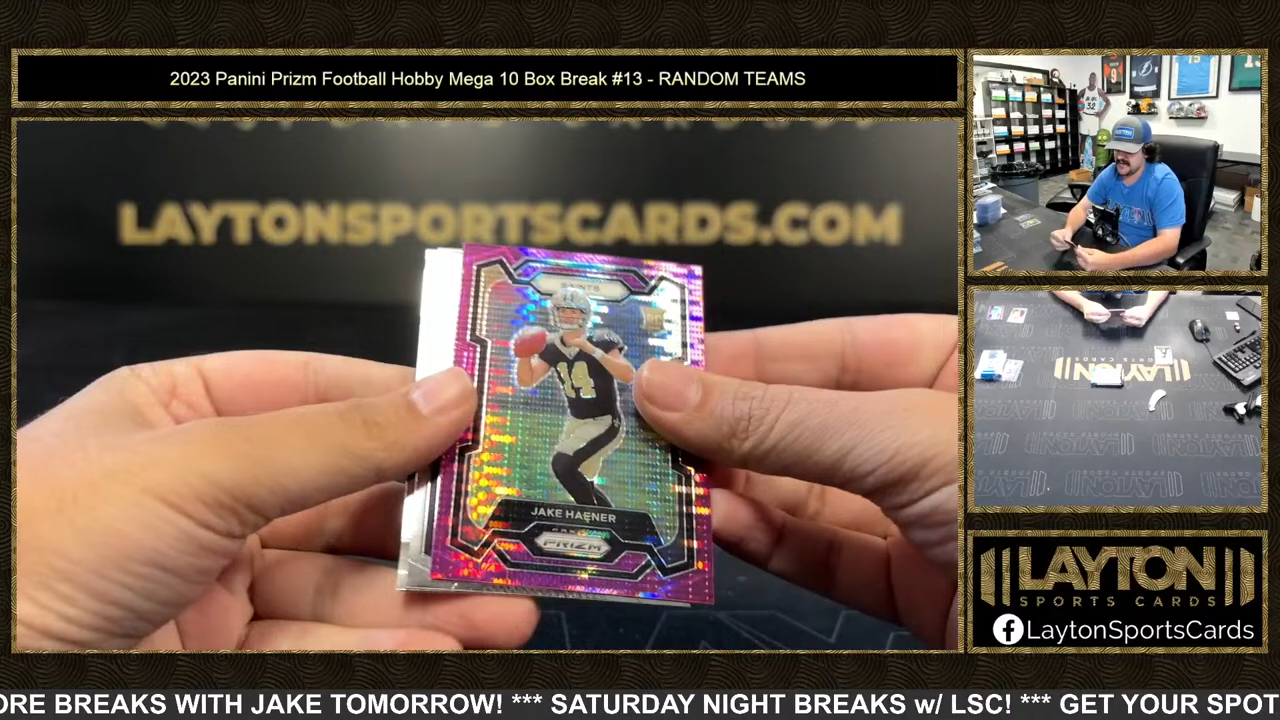 2023 Panini Prizm Football Hobby Mega 10 Box Break #13 - RANDOM TEAMS
LAYTONSPORTSCARDS.COM
14
JAKE HAENER
PRIZM
LAYTON
SPORTS CARDS
LaytonSportsCards
ORE BREAKS WITH JAKE TOMORROW! *** SATURDAY NIGHT BREAKS w/ LSC! *** GET YOUR SPOT